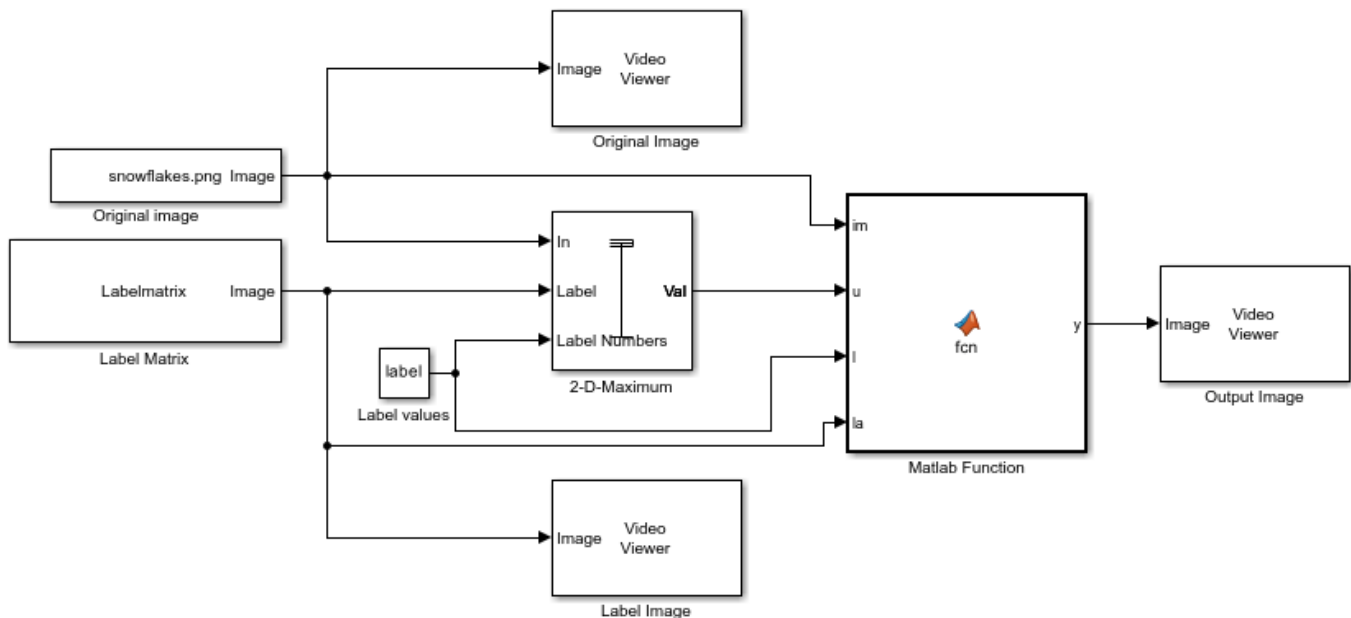 Video
Viewer
Image
Original Image
snowflakes.png Image
Original image
Labelmatrix Image
Label Matrix
In
Label
Label Numbers
Val
2-D-Maximum
label
Label values
im
u
l
la
fcn
y
Matlab Function
Image
Video
Viewer
Output Image
Image
Video
Viewer
Label Image